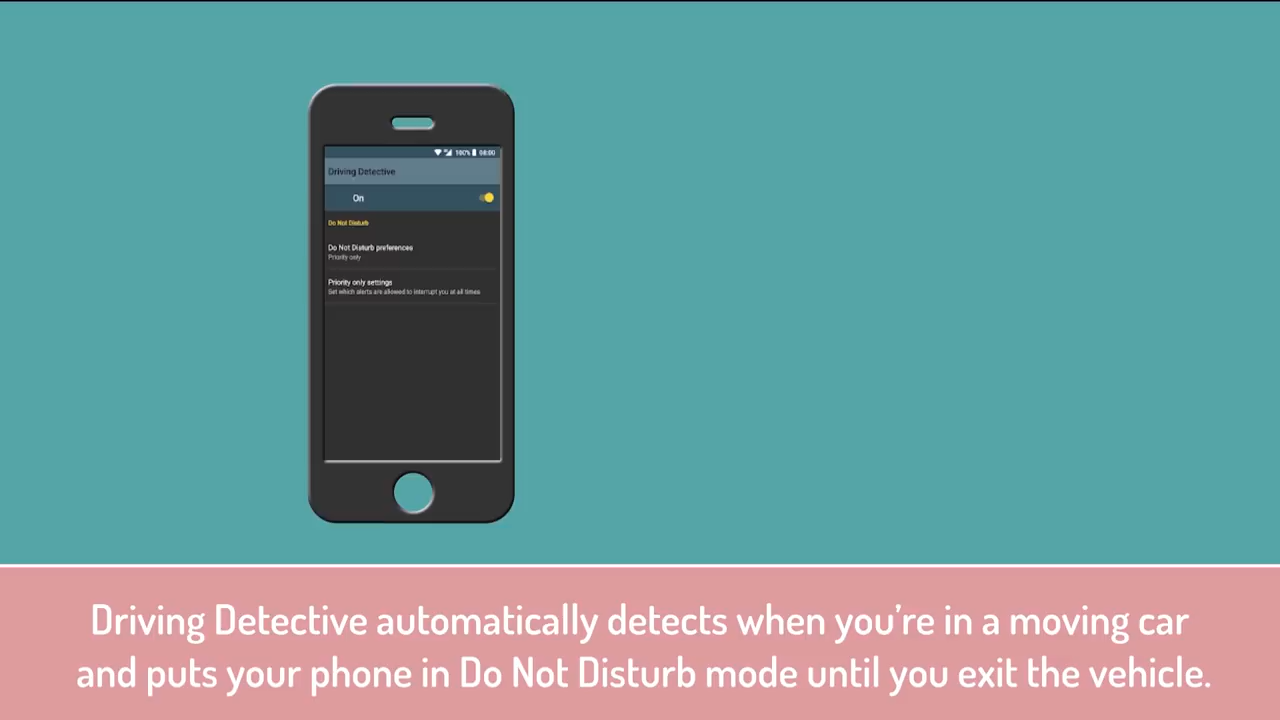 100% 08:00
Driving Detective
On
Do Not Disturb
Do Not Disturb preferences
Priority only
Priority only settings
Set which alerts are allowed to interrupt you at all times
Driving Detective automatically detects when you’re in a moving car
and puts your phone in Do Not Disturb mode until you exit the vehicle.